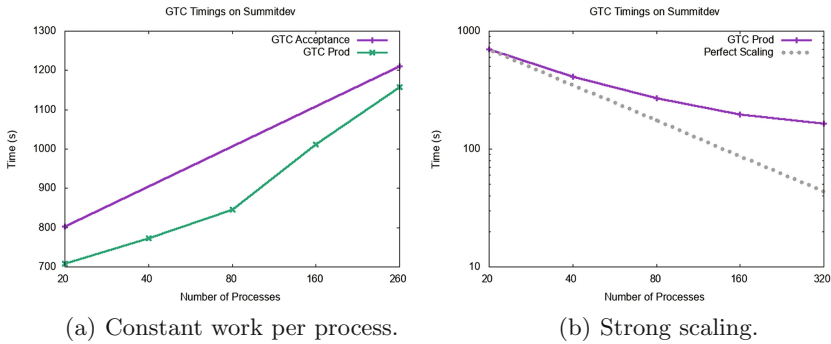 GTC Timings on Summitdev
1300
1200
1100
1000
900
800
700
Time (s)
GTC Acceptance
GTC Prod
20
40
80
160
260
Number of Processes
(a) Constant work per process.
GTC Timings on Summitdev
1000
100
10
Time (s)
GTC Prod
Perfect Scaling
20
40
80
160
320
Number of Processes
(b) Strong scaling.